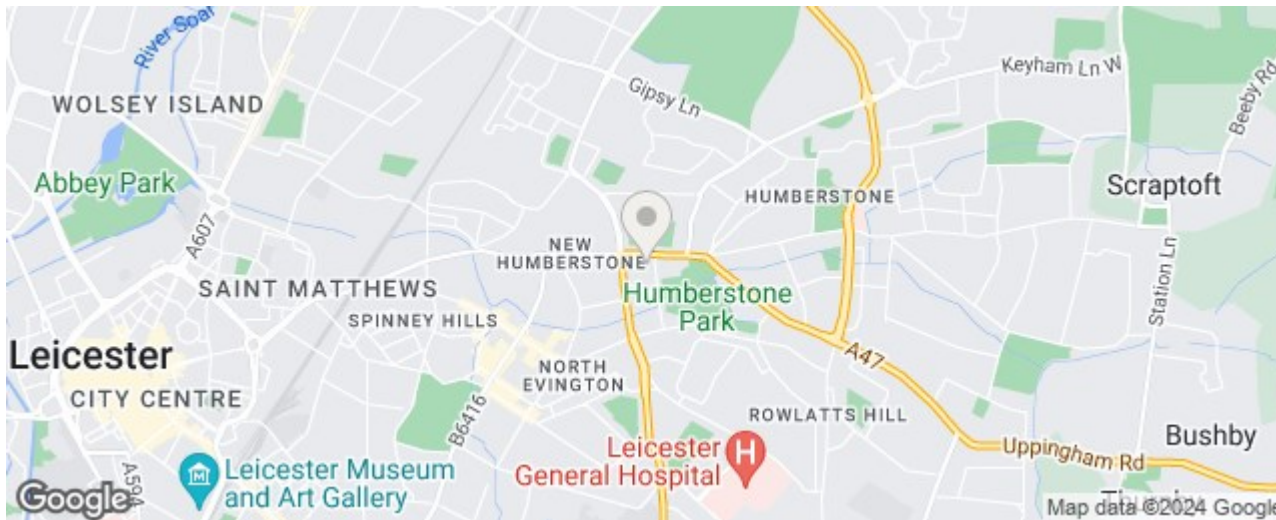 River Soar
WOLSEY ISLAND
Abbey Park
A607
SAINT MATTHEWS
Leicester
CITY CENTRE
A594
Leicester Museum
and Art Gallery
Google
NEW
HUMBERSTONE
SPINNEY HILLS
NORTH
EVINGTON
B6416
Gipsy Ln
Keyham Ln W
Beeby Rd
HUMBERSTONE
Scraptoft
Humberstone
Park
Station Ln
A47
ROWLATTS HILL
Leicester
General Hospital
H
Uppingham Rd
Bushby
Map data ©2024 Google